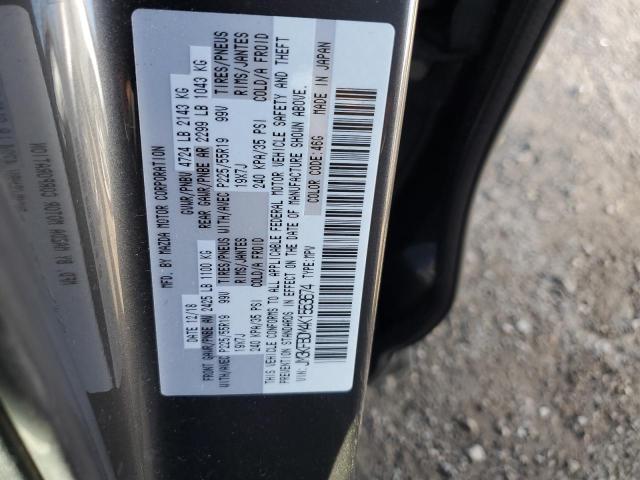 MFD. BY MAZDA MOTOR CORPORATION
DATE 12/18 GVWR/PNBV 4724 LB 2143 KG
FRONT GAWR/PNBE AV 2425 LB 1100 KG REAR GAWR/PNBE AR 2299 LB 1043 KG
WITH/AVEC P225/55R19 99V TIRES/PNEUS WITH/AVEC P225/55R19 99V TIRES/PNEUS
19X7J RIMS/JANTES 19X7J RIMS/JANTES
240 KPA/35 PSI COLD/A FROID 240 KPA/35 PSI COLD/A FROID
THIS VEHICLE CONFORMS TO ALL APPLICABLE FEDERAL MOTOR VEHICLE SAFETY AND THEFT
PREVENTION STANDARDS IN EFFECT ON THE DATE OF MANUFACTURE SHOWN ABOVE.
VIN: JM3KFBDM4K1553574 TYPE:MPV COLOR CODE:46G MADE IN JAPAN